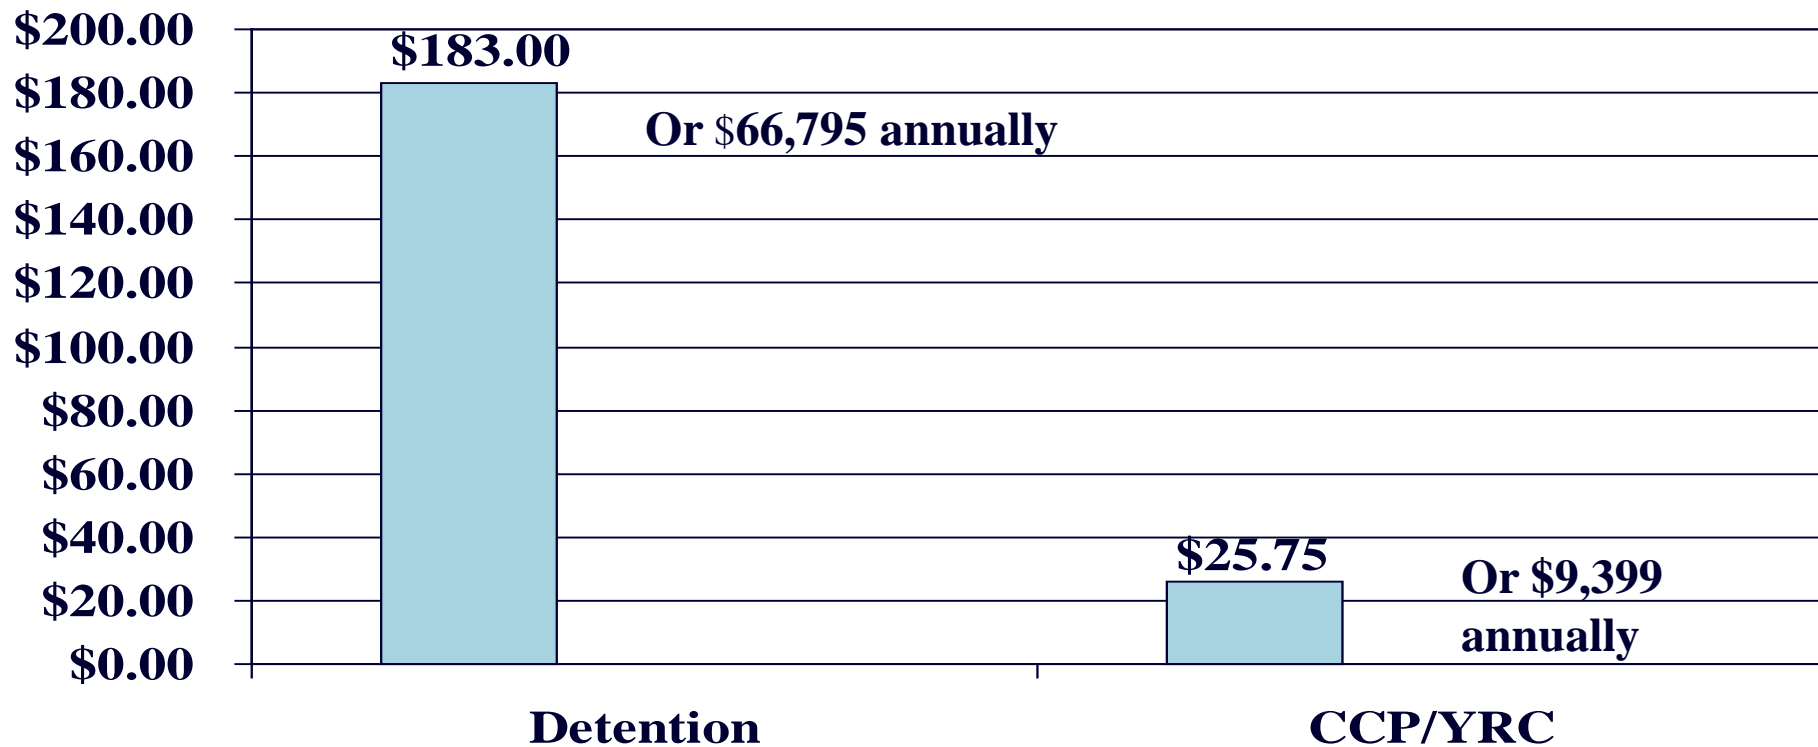 $200.00
$180.00
$160.00
$140.00
$120.00
$100.00
$80.00
$60.00
$40.00
$20.00
$0.00
$183.00
Or $66,795 annually
$25.75
Or $9,399
annually
Detention
CCP/YRC